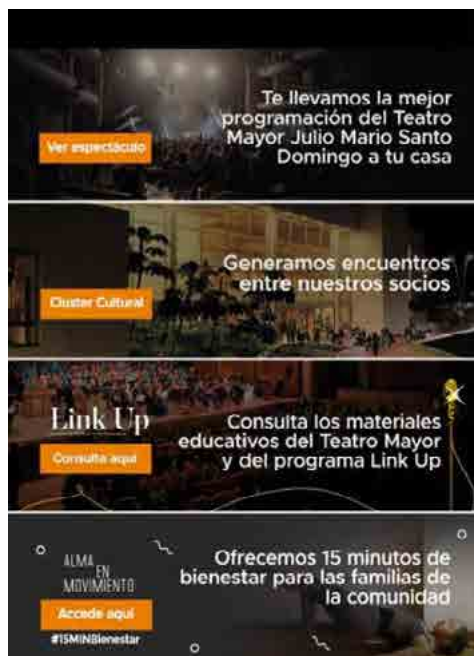 Te llevamos la mejor
programación del Teatro
Mayor Julio Mario Santo
Domingo a tu casa
Ver espectáculo
Generamos encuentros
entre nuestros socios
Cluster Cultural
Link Up
Consulta aquí
Consulta los materiales
educativos del Teatro Mayor
y del programa Link Up
ALMA
EN
MOVIMIENTO
Accede aquí
#15MINBienestar
Ofrecemos 15 minutos de
bienestar para las familias de
la comunidad